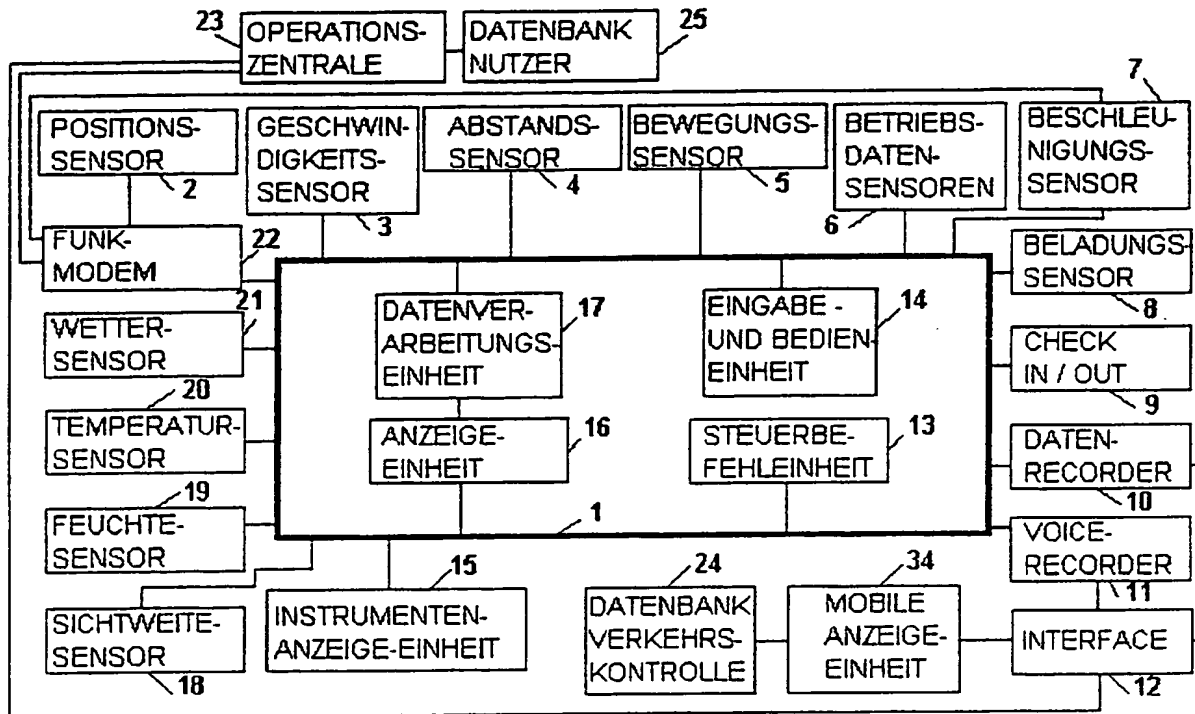 23
OPERATIONS-
ZENTRALE
DATENBANK
NUTZER
25
7
POSITIONS-
SENSOR
2
GESCHWIN-
DIGKEITS-
SENSOR
3
ABSTANDS-
SENSOR
4
BEWEGUNGS-
SENSOR
5
BETRIEBS-
DATEN-
SENSOREN
6
BESCHLEU-
NIGUNGS-
SENSOR
FUNK-
MODEM
22
BELADUNGS-
SENSOR
8
21
WETTER-
SENSOR
DATENVER-
ARBEITUNGS-
EINHEIT
17
EINGABE -
UND BEDIEN-
EINHEIT
14
CHECK
IN / OUT
9
20
TEMPERATUR-
SENSOR
ANZEIGE-
EINHEIT
16
STEUERBE-
FEHLEINHEIT
13
DATEN-
RECORDER
10
19
FEUCHTE-
SENSOR
1
VOICE-
RECORDER
11
15
24
34
SICHTWEITE-
SENSOR
18
INSTRUMENTEN-
ANZEIGE-EINHEIT
DATENBANK
VERKEHRS-
KONTROLLE
MOBILE
ANZEIGE-
EINHEIT
INTERFACE
12